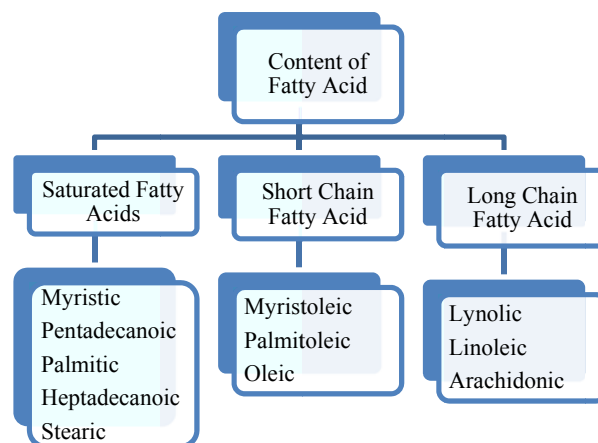 Content of
Fatty Acid
Saturated Fatty
Acids
Short Chain
Fatty Acid
Long Chain
Fatty Acid
Myristic
Pentadecanoic
Palmitic
Heptadecanoic
Stearic
Myristoleic
Palmitoleic
Oleic
Lynolic
Linoleic
Arachidonic